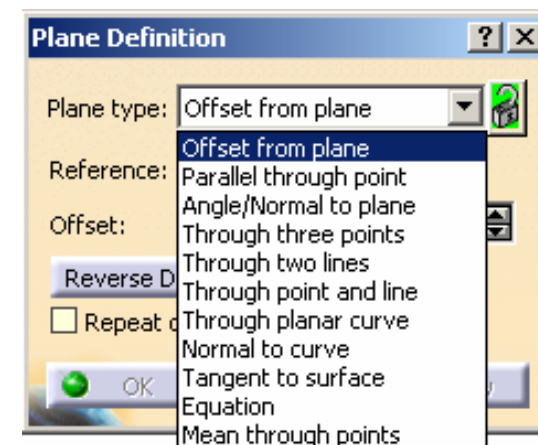 Plane Definition
Plane type: Offset from plane
Offset from plane
Reference: Parallel through point
Angle/Normal to plane
Offset: Through three points
Through two lines
Reverse D
Through point and line
Repeat Through planar curve
Normal to curve
OK Tangent to surface
Equation
Mean through points